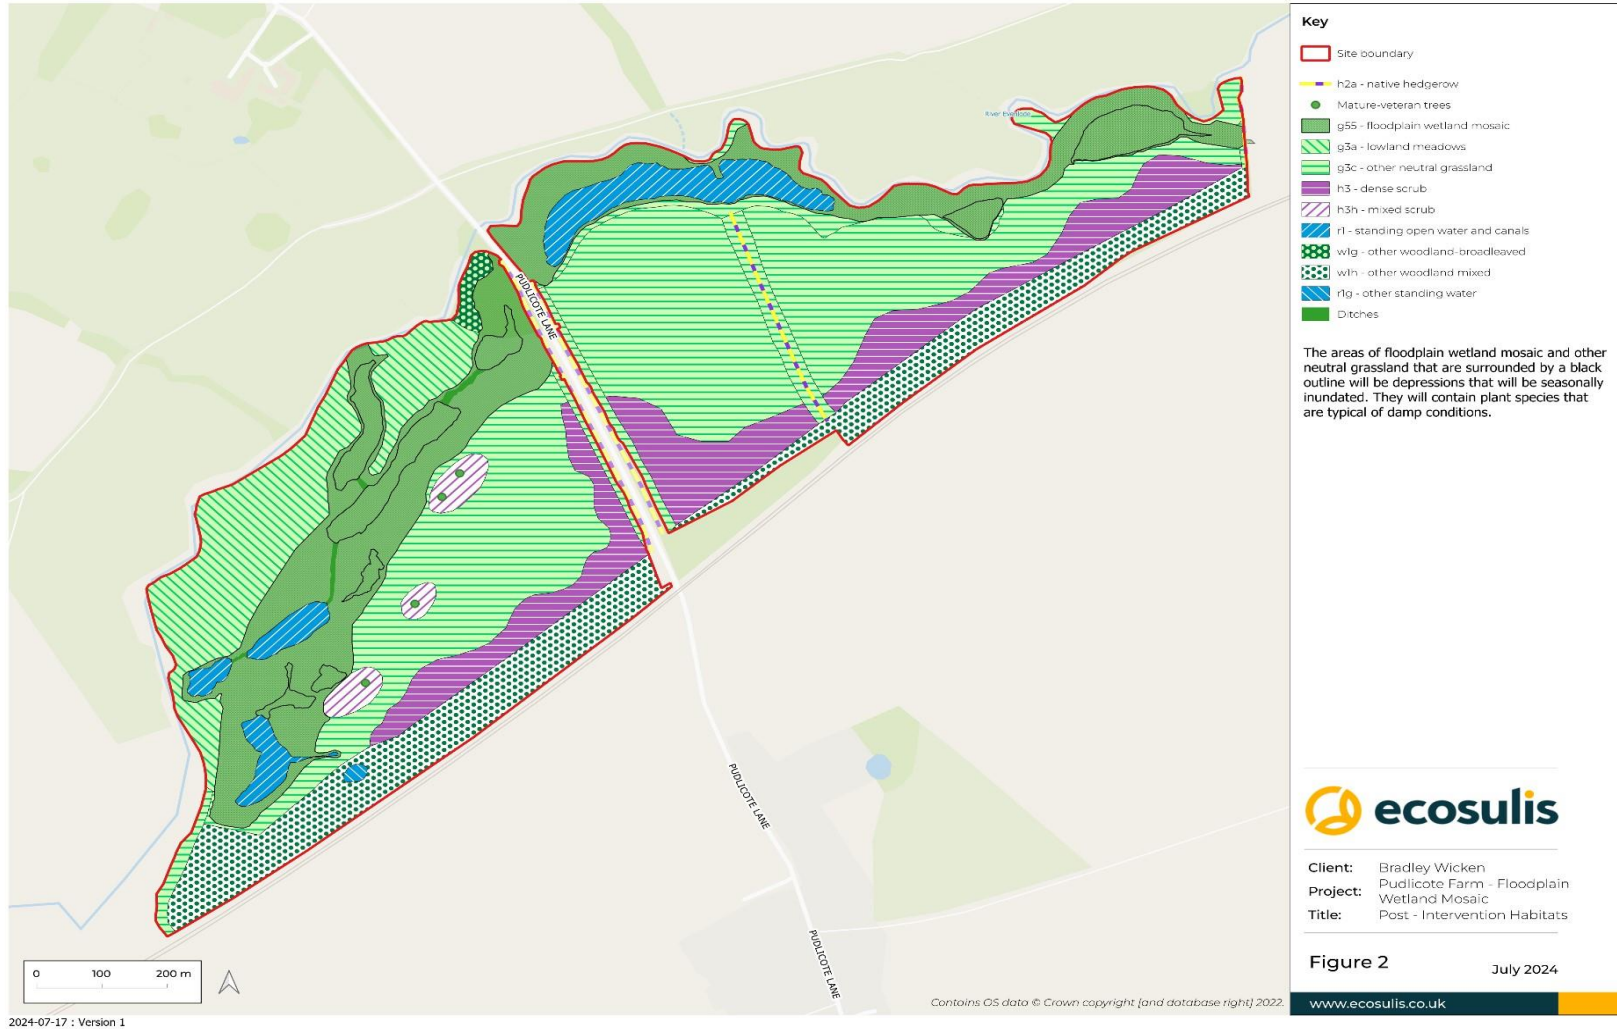 River Evenlode
PUDLICOTE LANE
PUDLICOTE LANE
PUDLICOTE LANE
0 100 200 m
Contains OS data © Crown copyright [and database right] 2022.
2024-07-17 : Version 1
Key
Site boundary
h2a - native hedgerow
Mature-veteran trees
g55 - floodplain wetland mosaic
g3a - lowland meadows
g3c - other neutral grassland
h3 - dense scrub
h3h - mixed scrub
r1 - standing open water and canals
w1g - other woodland-broadleaved
w1h - other woodland mixed
r1g - other standing water
Ditches
The areas of floodplain wetland mosaic and other
neutral grassland that are surrounded by a black
outline will be depressions that will be seasonally
inundated. They will contain plant species that
are typical of damp conditions.
ecosulis
Client: Bradley Wicken
Project: Pudlicote Farm - Floodplain
Wetland Mosaic
Title: Post - Intervention Habitats
Figure 2
July 2024
www.ecosulis.co.uk